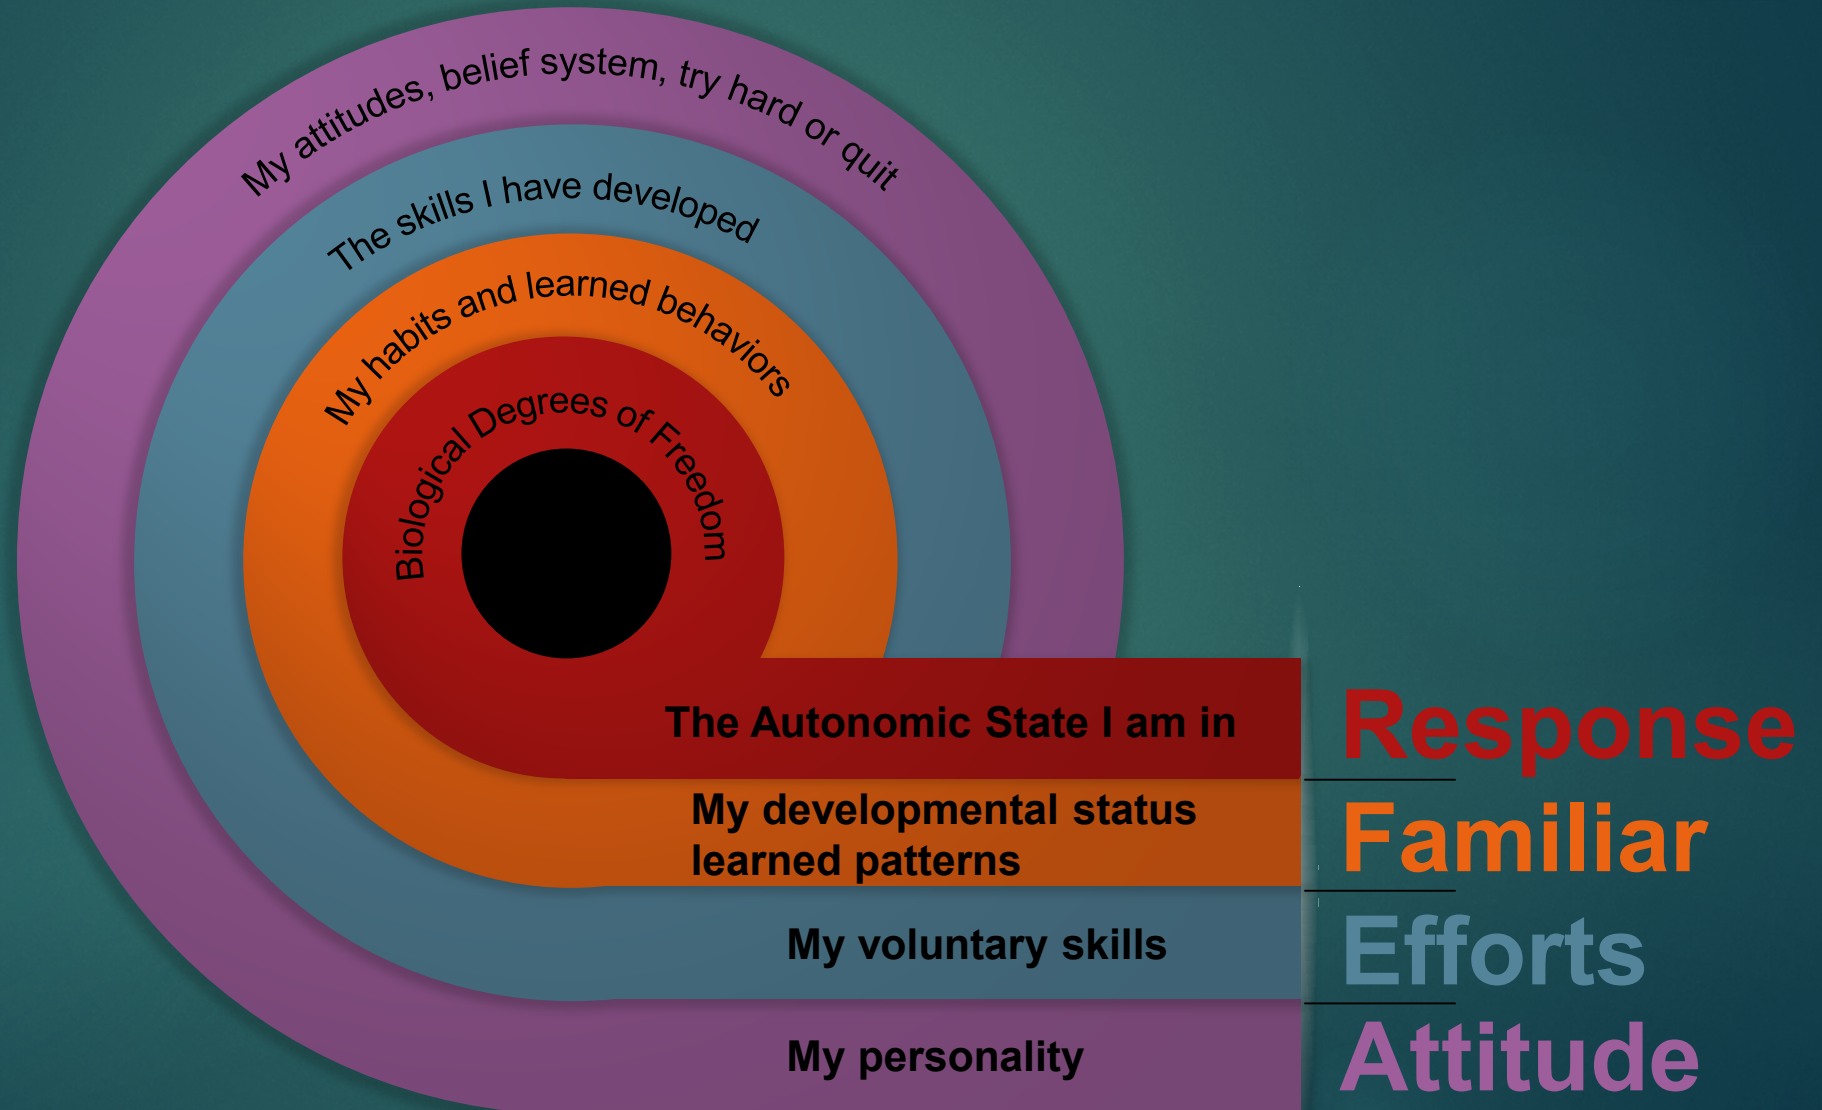 My attitudes, belief system, try hard or quit
The skills I have developed
My habits and learned behaviors
Biological Degrees of Freedom
The Autonomic State I am in
Response
My developmental status
learned patterns
Familiar
My voluntary skills
Efforts
My personality
Attitude